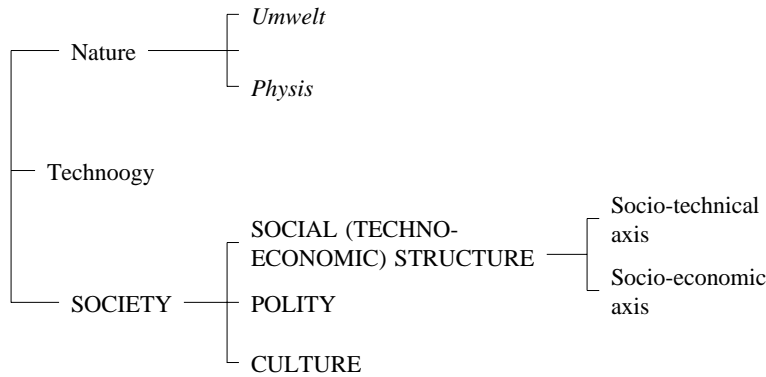 Umwelt
Nature
Physis
Technoogy
SOCIAL (TECHNO-
ECONOMIC) STRUCTURE
Socio-technical
axis
Socio-economic
axis
SOCIETY
POLITY
CULTURE